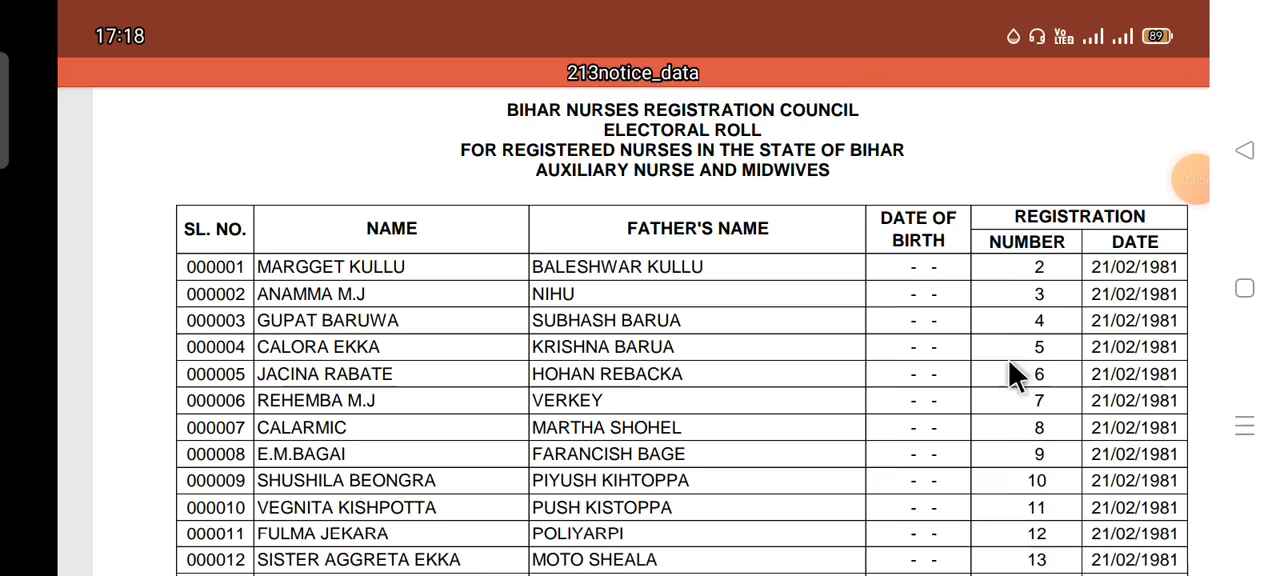 17:18
Vo LTE2 89
213notice_data
BIHAR NURSES REGISTRATION COUNCIL
ELECTORAL ROLL
FOR REGISTERED NURSES IN THE STATE OF BIHAR
AUXILIARY NURSE AND MIDWIVES
SL. NO. NAME FATHER'S NAME DATE OF BIRTH REGISTRATION
NUMBER DATE
000001 MARGGET KULLU BALESHWAR KULLU - - 2 21/02/1981
000002 ANAMMA M.J NIHU - - 3 21/02/1981
000003 GUPAT BARUWA SUBHASH BARUA - - 4 21/02/1981
000004 CALORA EKKA KRISHNA BARUA - - 5 21/02/1981
000005 JACINA RABATE HOHAN REBACKA - - 6 21/02/1981
000006 REHEMBA M.J VERKEY - - 7 21/02/1981
000007 CALARMIC MARTHA SHOHEL - - 8 21/02/1981
000008 E.M.BAGAI FARANCISH BAGE - - 9 21/02/1981
000009 SHUSHILA BEONGRA PIYUSH KIHTOPPA - - 10 21/02/1981
000010 VEGNITA KISHPOTTA PUSH KISTOPPA - - 11 21/02/1981
000011 FULMA JEKARA POLIYARPI - - 12 21/02/1981
000012 SISTER AGGRETA EKKA MOTO SHEALA - - 13 21/02/1981